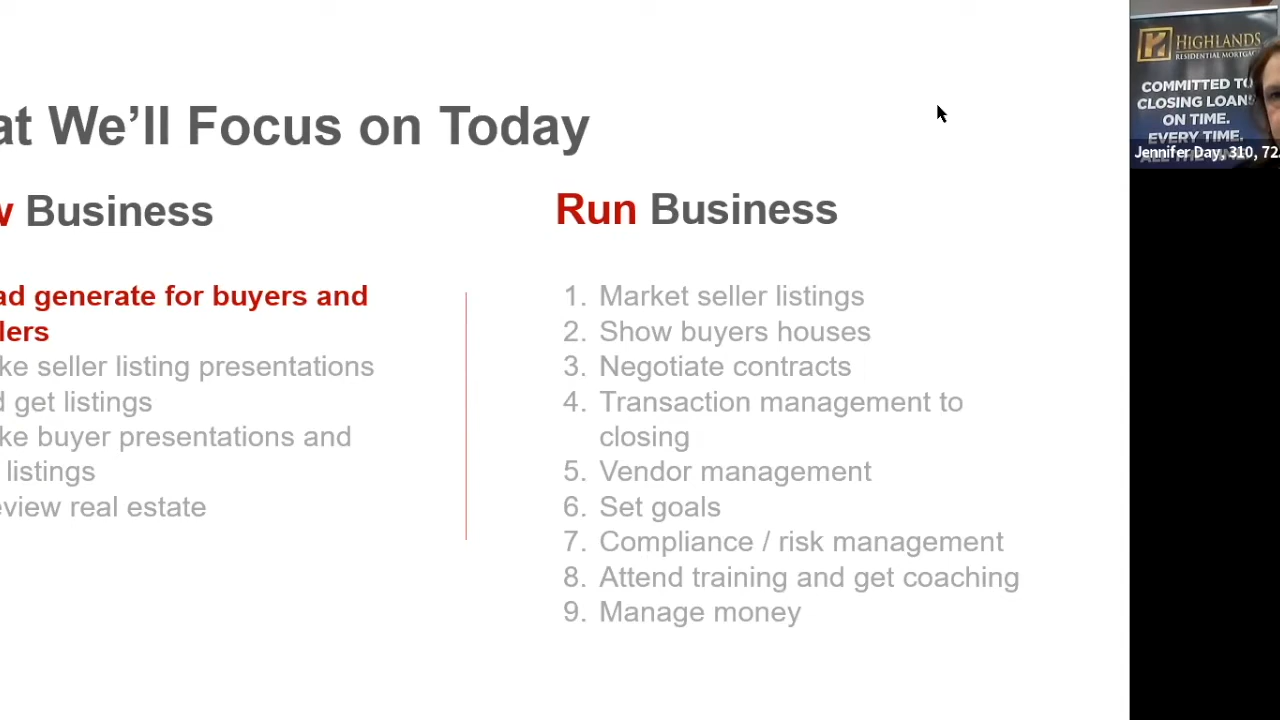 at We'll Focus on Today
w Business
ad generate for buyers and
lers
ke seller listing presentations
d get listings
ke buyer presentations and
listings
eview real estate
Run Business
1. Market seller listings
2. Show buyers houses
3. Negotiate contracts
4. Transaction management to
closing
5. Vendor management
6. Set goals
7. Compliance / risk management
8. Attend training and get coaching
9. Manage money
HIGHLANDS
RESIDENTIAL MORTGAG
COMMITTED TO
CLOSING LOANS
ON TIME.
EVERY TIME.
Jennifer Day, 310, 72